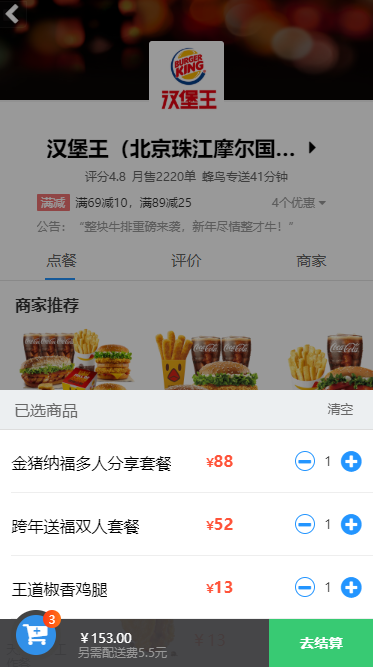 BURGER KING
汉堡王
汉堡王（北京珠江摩尔国...
评分4.8 月售2220单 蜂鸟专送41分钟
满减 满69减10，满89减25 4个优惠
公告：“整块牛排重磅来袭，新年尽情整才牛！”
点餐 评价 商家
商家推荐
Coca-Cola
已选商品 清空
金猪纳福多人分享套餐 ¥88 1
跨年送福双人套餐 ¥52 1
王道椒香鸡腿 ¥13 1
3
¥153.00 去结算
另需配送费5.5元